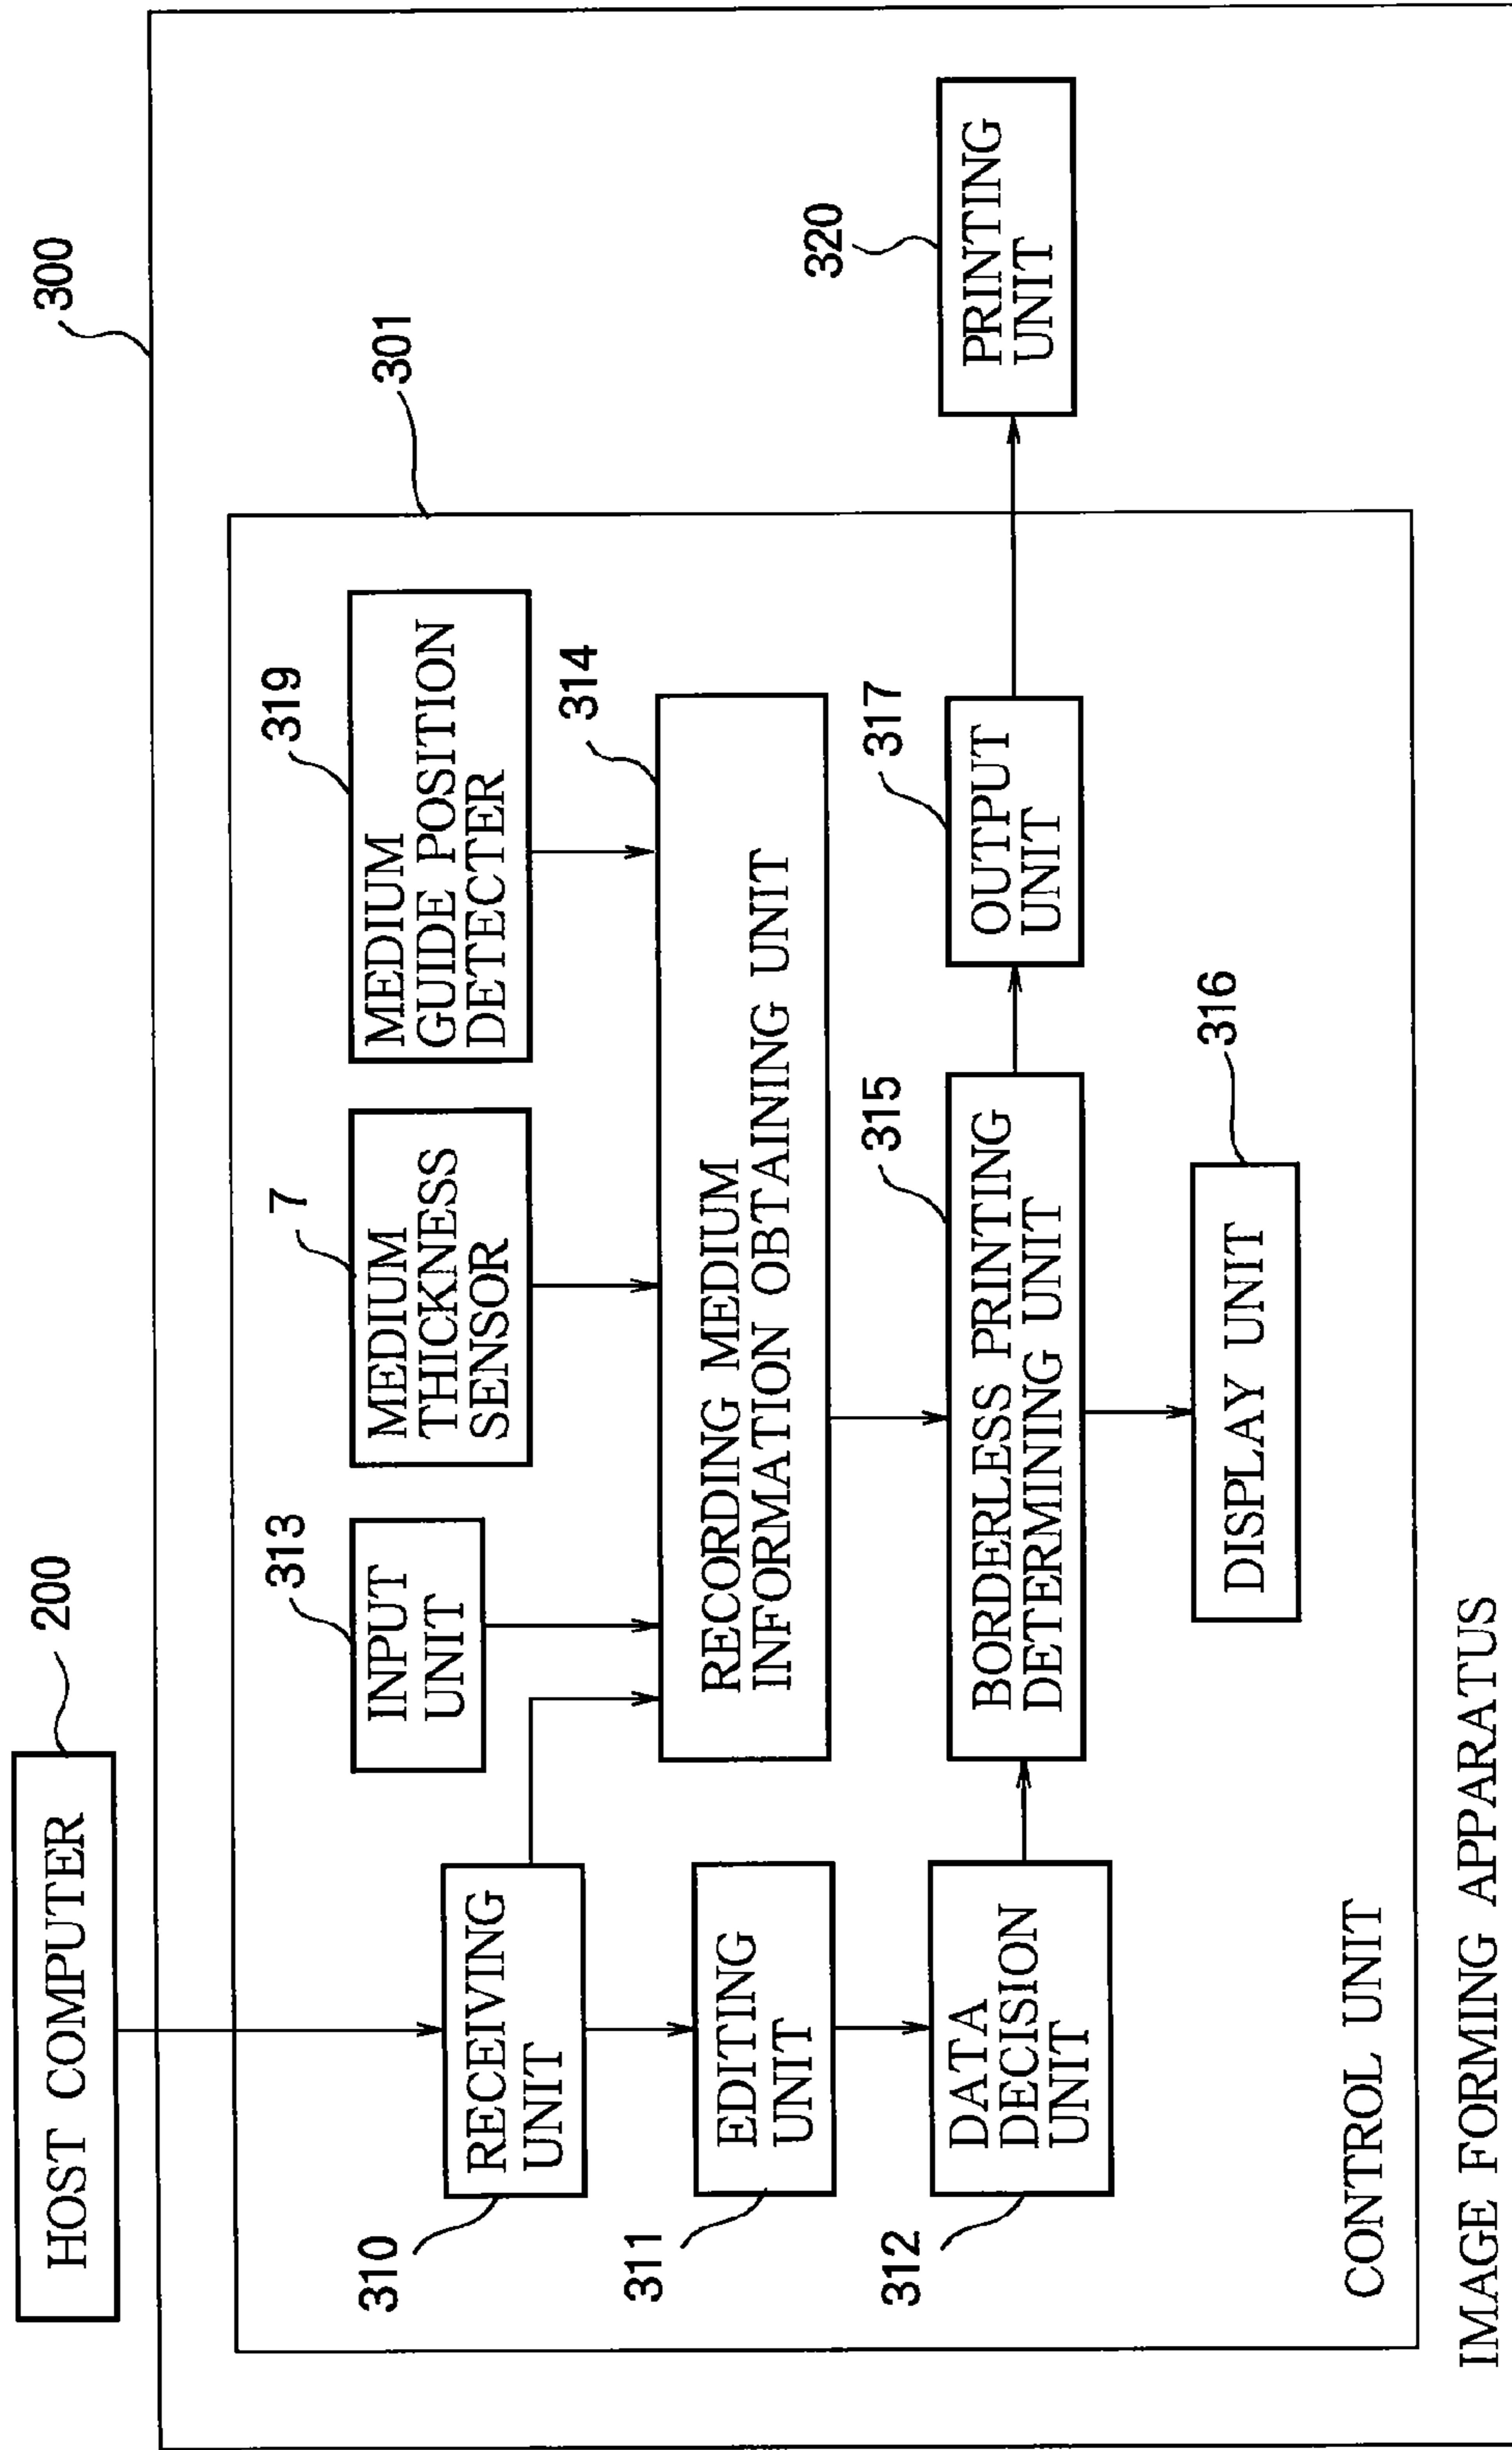 HOST COMPUTER
200
300
301
RECEIVING
UNIT
310
INPUT
UNIT
313
MEDIUM
THICKNESS
SENSOR
7
MEDIUM
GUIDE POSITION
DETECTER
319
EDITING
UNIT
311
RECORDING MEDIUM
INFORMATION OBTAINING UNIT
314
DATA
DECISION
UNIT
312
BORDERLESS PRINTING
DETERMINING UNIT
315
OUTPUT
UNIT
317
PRINTING
UNIT
320
DISPLAY UNIT
316
CONTROL UNIT
IMAGE FORMING APPARATUS